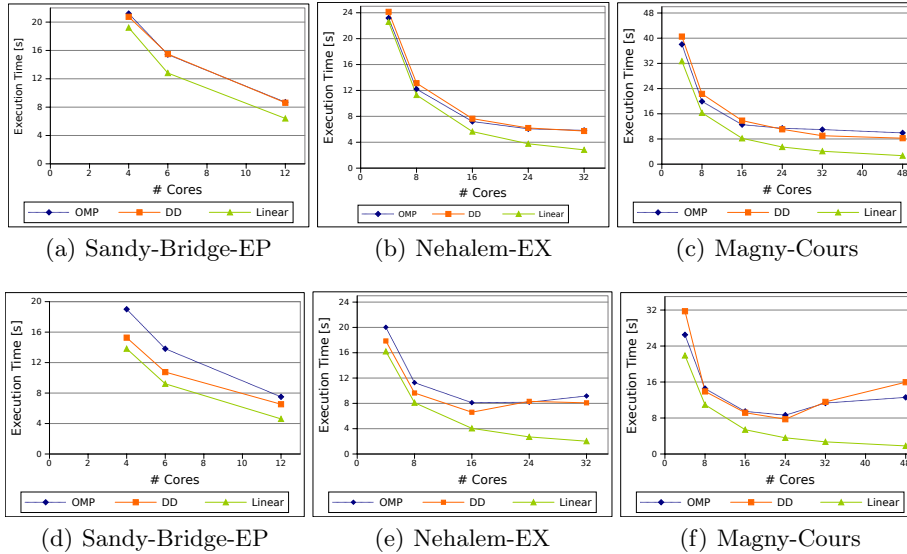 Execution Time [s]
20
16
12
8
4
0
0 2 4 6 8 10 12
# Cores
OMP DD Linear
(a) Sandy-Bridge-EP
Execution Time [s]
24
20
16
12
8
4
0
0 8 16 24 32
# Cores
OMP DD Linear
(b) Nehalem-EX
Execution Time [s]
48
40
32
24
16
8
0
0 8 16 24 32 40 48
# Cores
OMP DD Linear
(c) Magny-Cours
Execution Time [s]
20
16
12
8
4
0
0 2 4 6 8 10 12
# Cores
OMP DD Linear
(d) Sandy-Bridge-EP
Execution Time [s]
24
20
16
12
8
4
0
0 8 16 24 32
# Cores
OMP DD Linear
(e) Nehalem-EX
Execution Time [s]
32
24
16
8
0
0 8 16 24 32 40 48
# Cores
OMP DD Linear
(f) Magny-Cours